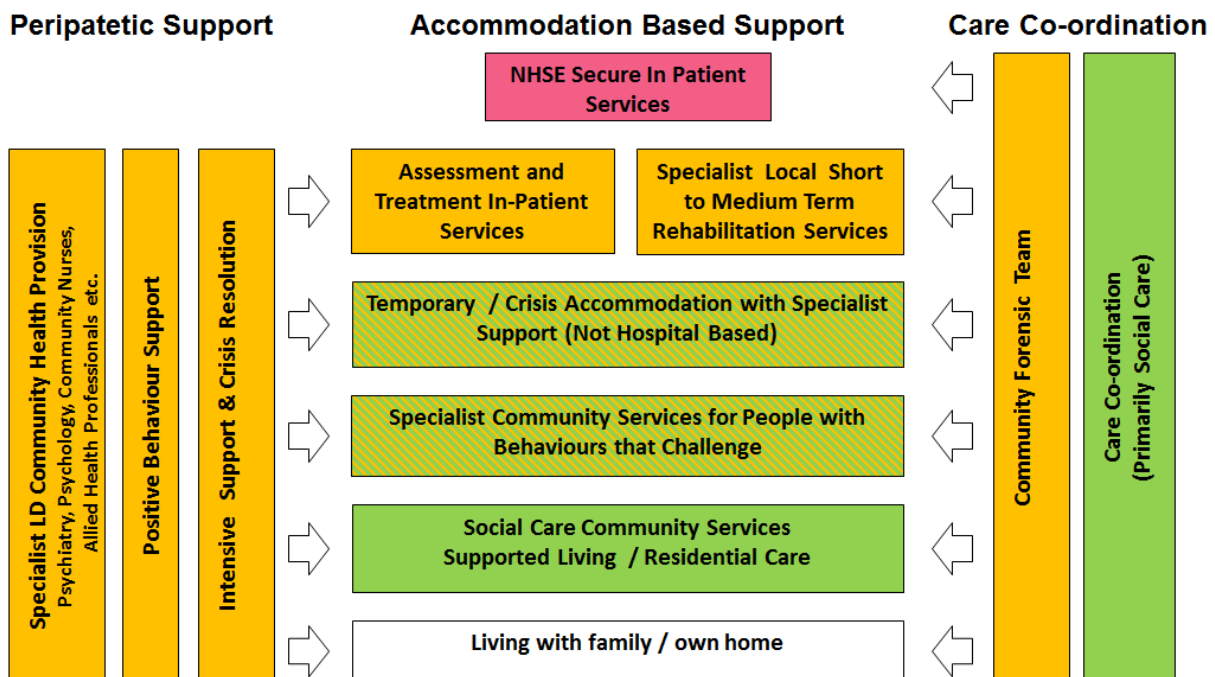 Peripatetic Support
Accommodation Based Support
Care Co-ordination
Specialist LD Community Health Provision
Psychiatry, Psychology, Community Nurses,
Allied Health Professionals etc.
Positive Behaviour Support
Intensive Support & Crisis Resolution
NHSE Secure In Patient
Services
Assessment and
Treatment In-Patient
Services
Specialist Local Short
to Medium Term
Rehabilitation Services
Temporary / Crisis Accommodation with Specialist
Support (Not Hospital Based)
Specialist Community Services for People with
Behaviours that Challenge
Social Care Community Services
Supported Living / Residential Care
Living with family / own home
Community Forensic Team
Care Co-ordination
(Primarily Social Care)